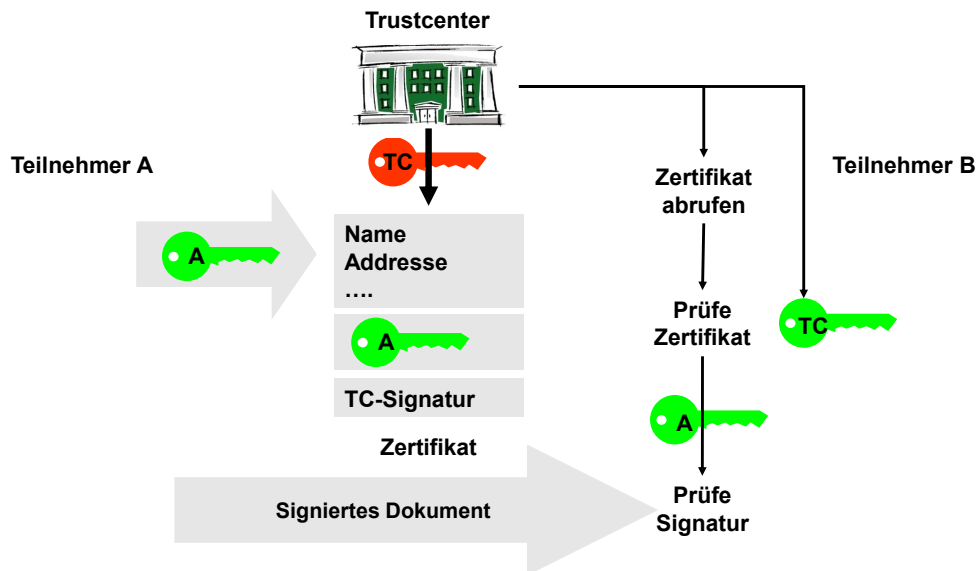 Trustcenter
Teilnehmer A
TC
Teilnehmer B
Zertifikat
abrufen
A
Name
Addresse
....
Prüfe
Zertifikat
TC
A
TC-Signatur
A
Zertifikat
Signiertes Dokument
Prüfe
Signatur